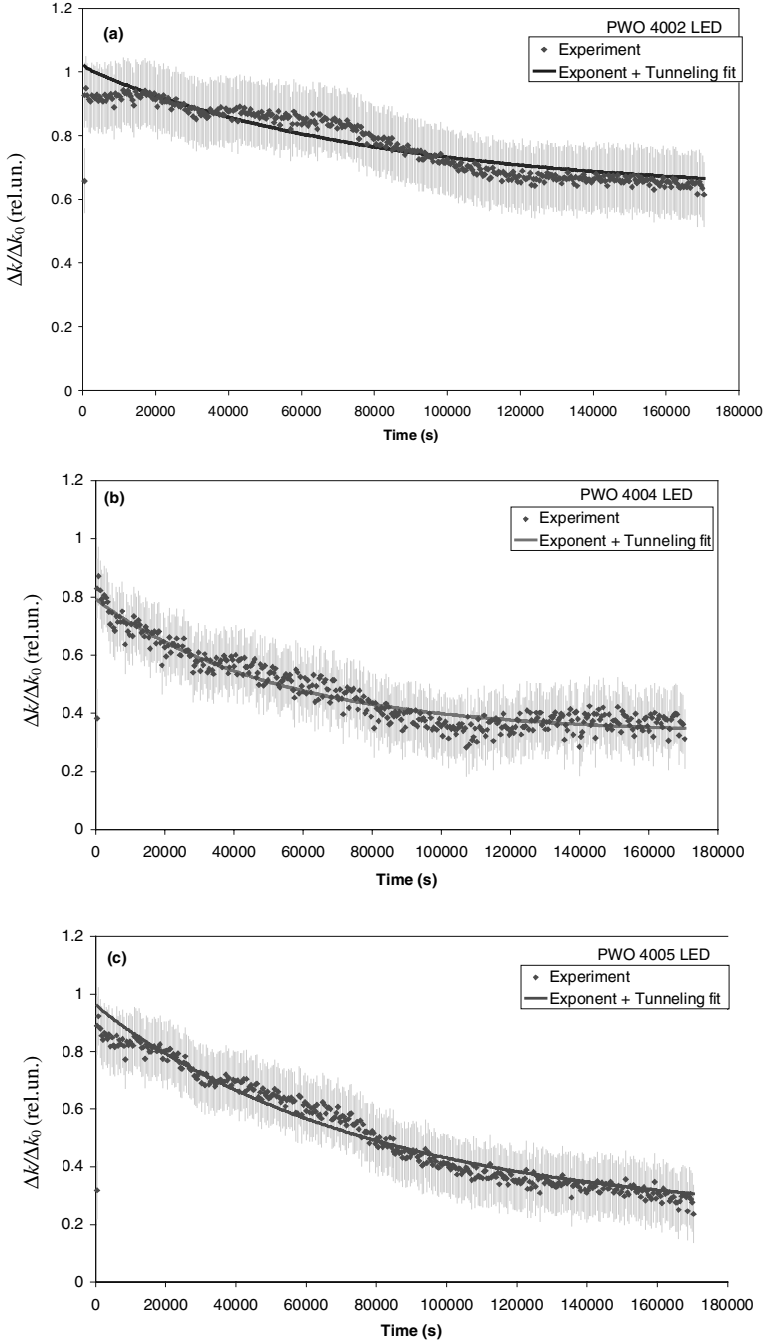 (a)
PWO 4002 LED
Experiment
Exponent + Tunneling fit
1.2
1
0.8
0.6
0.4
0.2
0
Δk/Δk0 (rel.un.)
0 20000 40000 60000 80000 100000 120000 140000 160000 180000
Time (s)
(b)
PWO 4004 LED
Experiment
Exponent + Tunneling fit
1.2
1
0.8
0.6
0.4
0.2
0
Δk/Δk0 (rel.un.)
0 20000 40000 60000 80000 100000 120000 140000 160000 180000
Time (s)
(c)
PWO 4005 LED
Experiment
Exponent + Tunneling fit
1.2
1
0.8
0.6
0.4
0.2
0
Δk/Δk0 (rel.un.)
0 20000 40000 60000 80000 100000 120000 140000 160000 180000
Time (s)